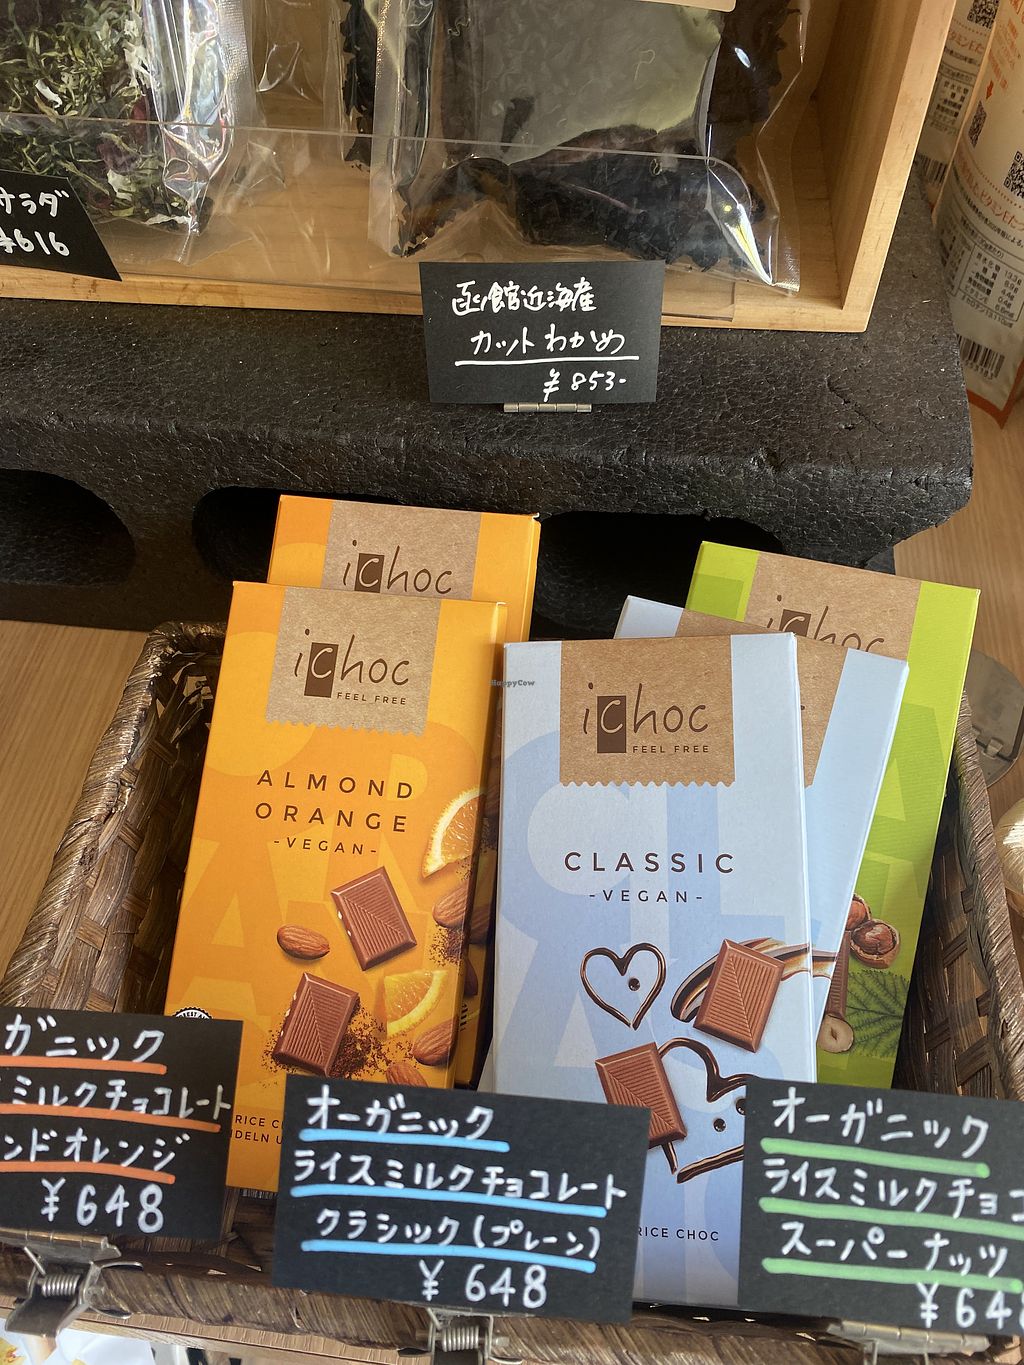 サラダ
¥616
函館近海産
カットわかめ
¥853-
ichoc
ichoc
FEEL FREE
ALMOND
ORANGE
-VEGAN-
ichoc
FEEL FREE
CLASSIC
-VEGAN-
RICE CHOC
ichoc
HappyCow
ガニック
ミルクチョコレート
ンドオレンジ
¥648
オーガニック
ライスミルクチョコレート
クラシック(プレーン)
¥648
オーガニック
ライスミルクチョコ
スーパーナッツ
¥648